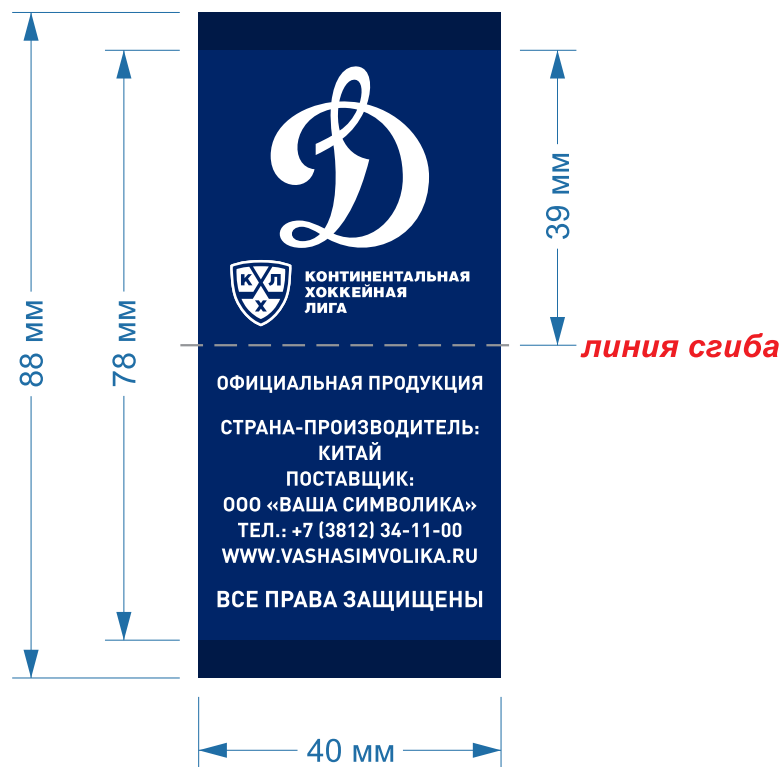 Д
КЛ
Х
КОНТИНЕНТАЛЬНАЯ
ХОККЕЙНАЯ
ЛИГА
39 мм
88 мм
78 мм
линия сгиба
ОФИЦИАЛЬНАЯ ПРОДУКЦИЯ
СТРАНА-ПРОИЗВОДИТЕЛЬ:
КИТАЙ
ПОСТАВЩИК:
ООО «ВАША СИМВОЛИКА»
ТЕЛ.: +7 (3812) 34-11-00
WWW.VASHASIMVOLIKA.RU
ВСЕ ПРАВА ЗАЩИЩЕНЫ
40 мм